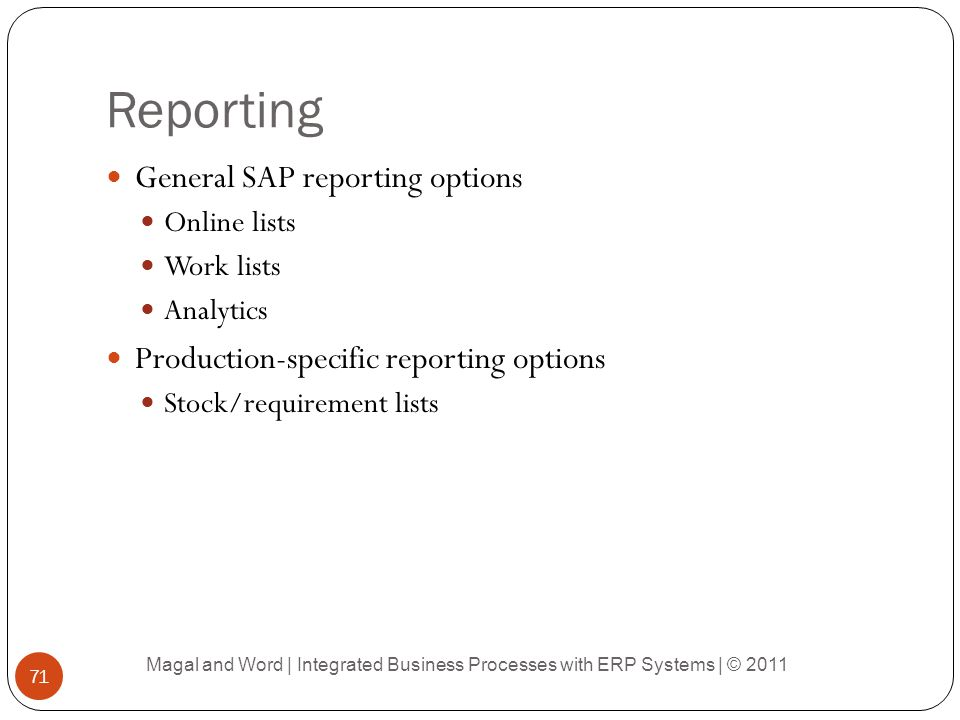 Reporting
General SAP reporting options
Online lists
Work lists
Analytics
Production-specific reporting options
Stock/requirement lists
Magal and Word | Integrated Business Processes with ERP Systems | © 2011
71